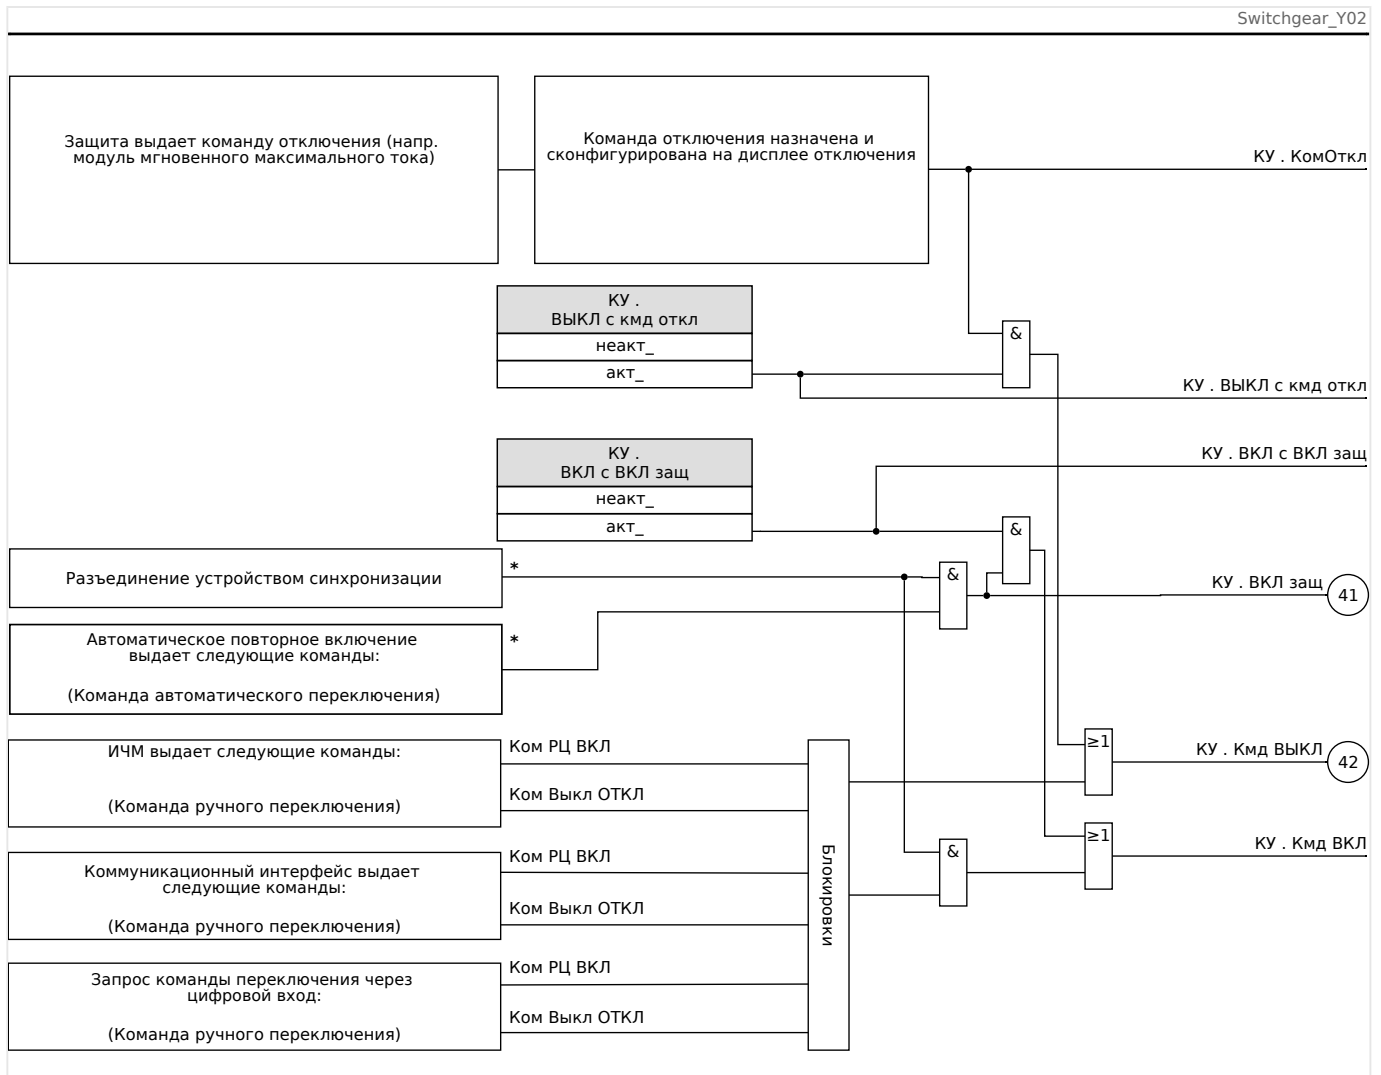 Switchgear_Y02
Защита выдает команду отключения (напр.
модуль мгновенного максимального тока)
Команда отключения назначена и
сконфигурирована на дисплее отключения
КУ . КомОткл
КУ .
ВЫКЛ с кмд откл
неакт_
акт_
&
КУ . ВЫКЛ с кмд откл
КУ .
ВКЛ с ВКЛ защ
неакт_
акт_
КУ . ВКЛ с ВКЛ защ
&
Разъединение устройством синхронизации
*
&
КУ . ВКЛ защ
41
Автоматическое повторное включение
выдает следующие команды:
(Команда автоматического переключения)
*
ИЧМ выдает следующие команды:
(Команда ручного переключения)
Ком РЦ ВКЛ
Ком Выкл ОТКЛ
≥1
КУ . Кмд ВЫКЛ
42
Коммуникационный интерфейс выдает
следующие команды:
(Команда ручного переключения)
Ком РЦ ВКЛ
Ком Выкл ОТКЛ
Блокировки
&
≥1
КУ . Кмд ВКЛ
Запрос команды переключения через
цифровой вход:
(Команда ручного переключения)
Ком РЦ ВКЛ
Ком Выкл ОТКЛ